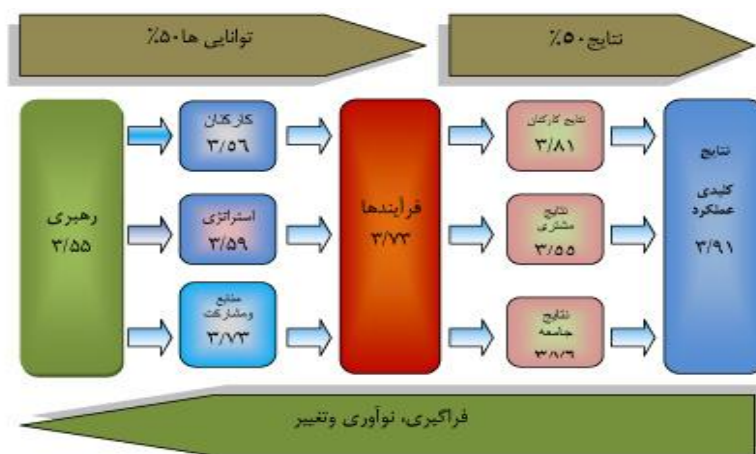 توانایی ها۵۰٪
نتایج۵۰٪
رهبری
۳/۵۵
کارکنان
۳/۵۶
استراتژی
۳/۵۹
منابع
ومشارکت
۳/۷۳
فرآیندها
۳/۷۳
نتایج کارکنان
۳/۸۱
نتایج
مشتری
۳/۵۵
نتایج
جامعه
نتایج
کلیدی
عملکرد
۳/۹۱
فراگیری، نوآوری وتغییر